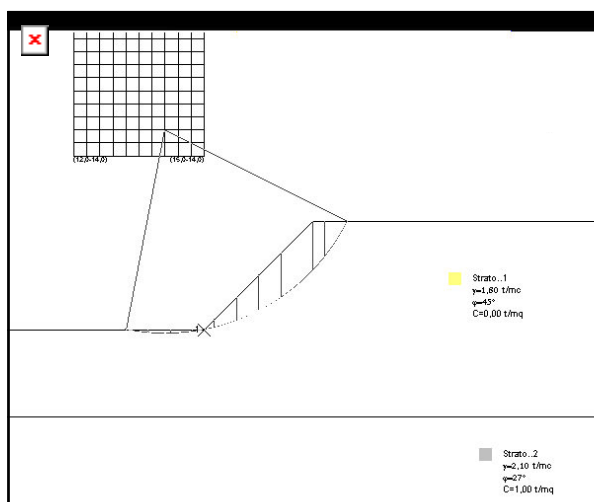 (12,0-14,0) (15,0-14,0)
Strato..1
γ=1,80 t/mc
φ=45°
C=0,00 t/mq
Strato..2
γ=2,10 t/mc
φ=27°
C=1,00 t/mq